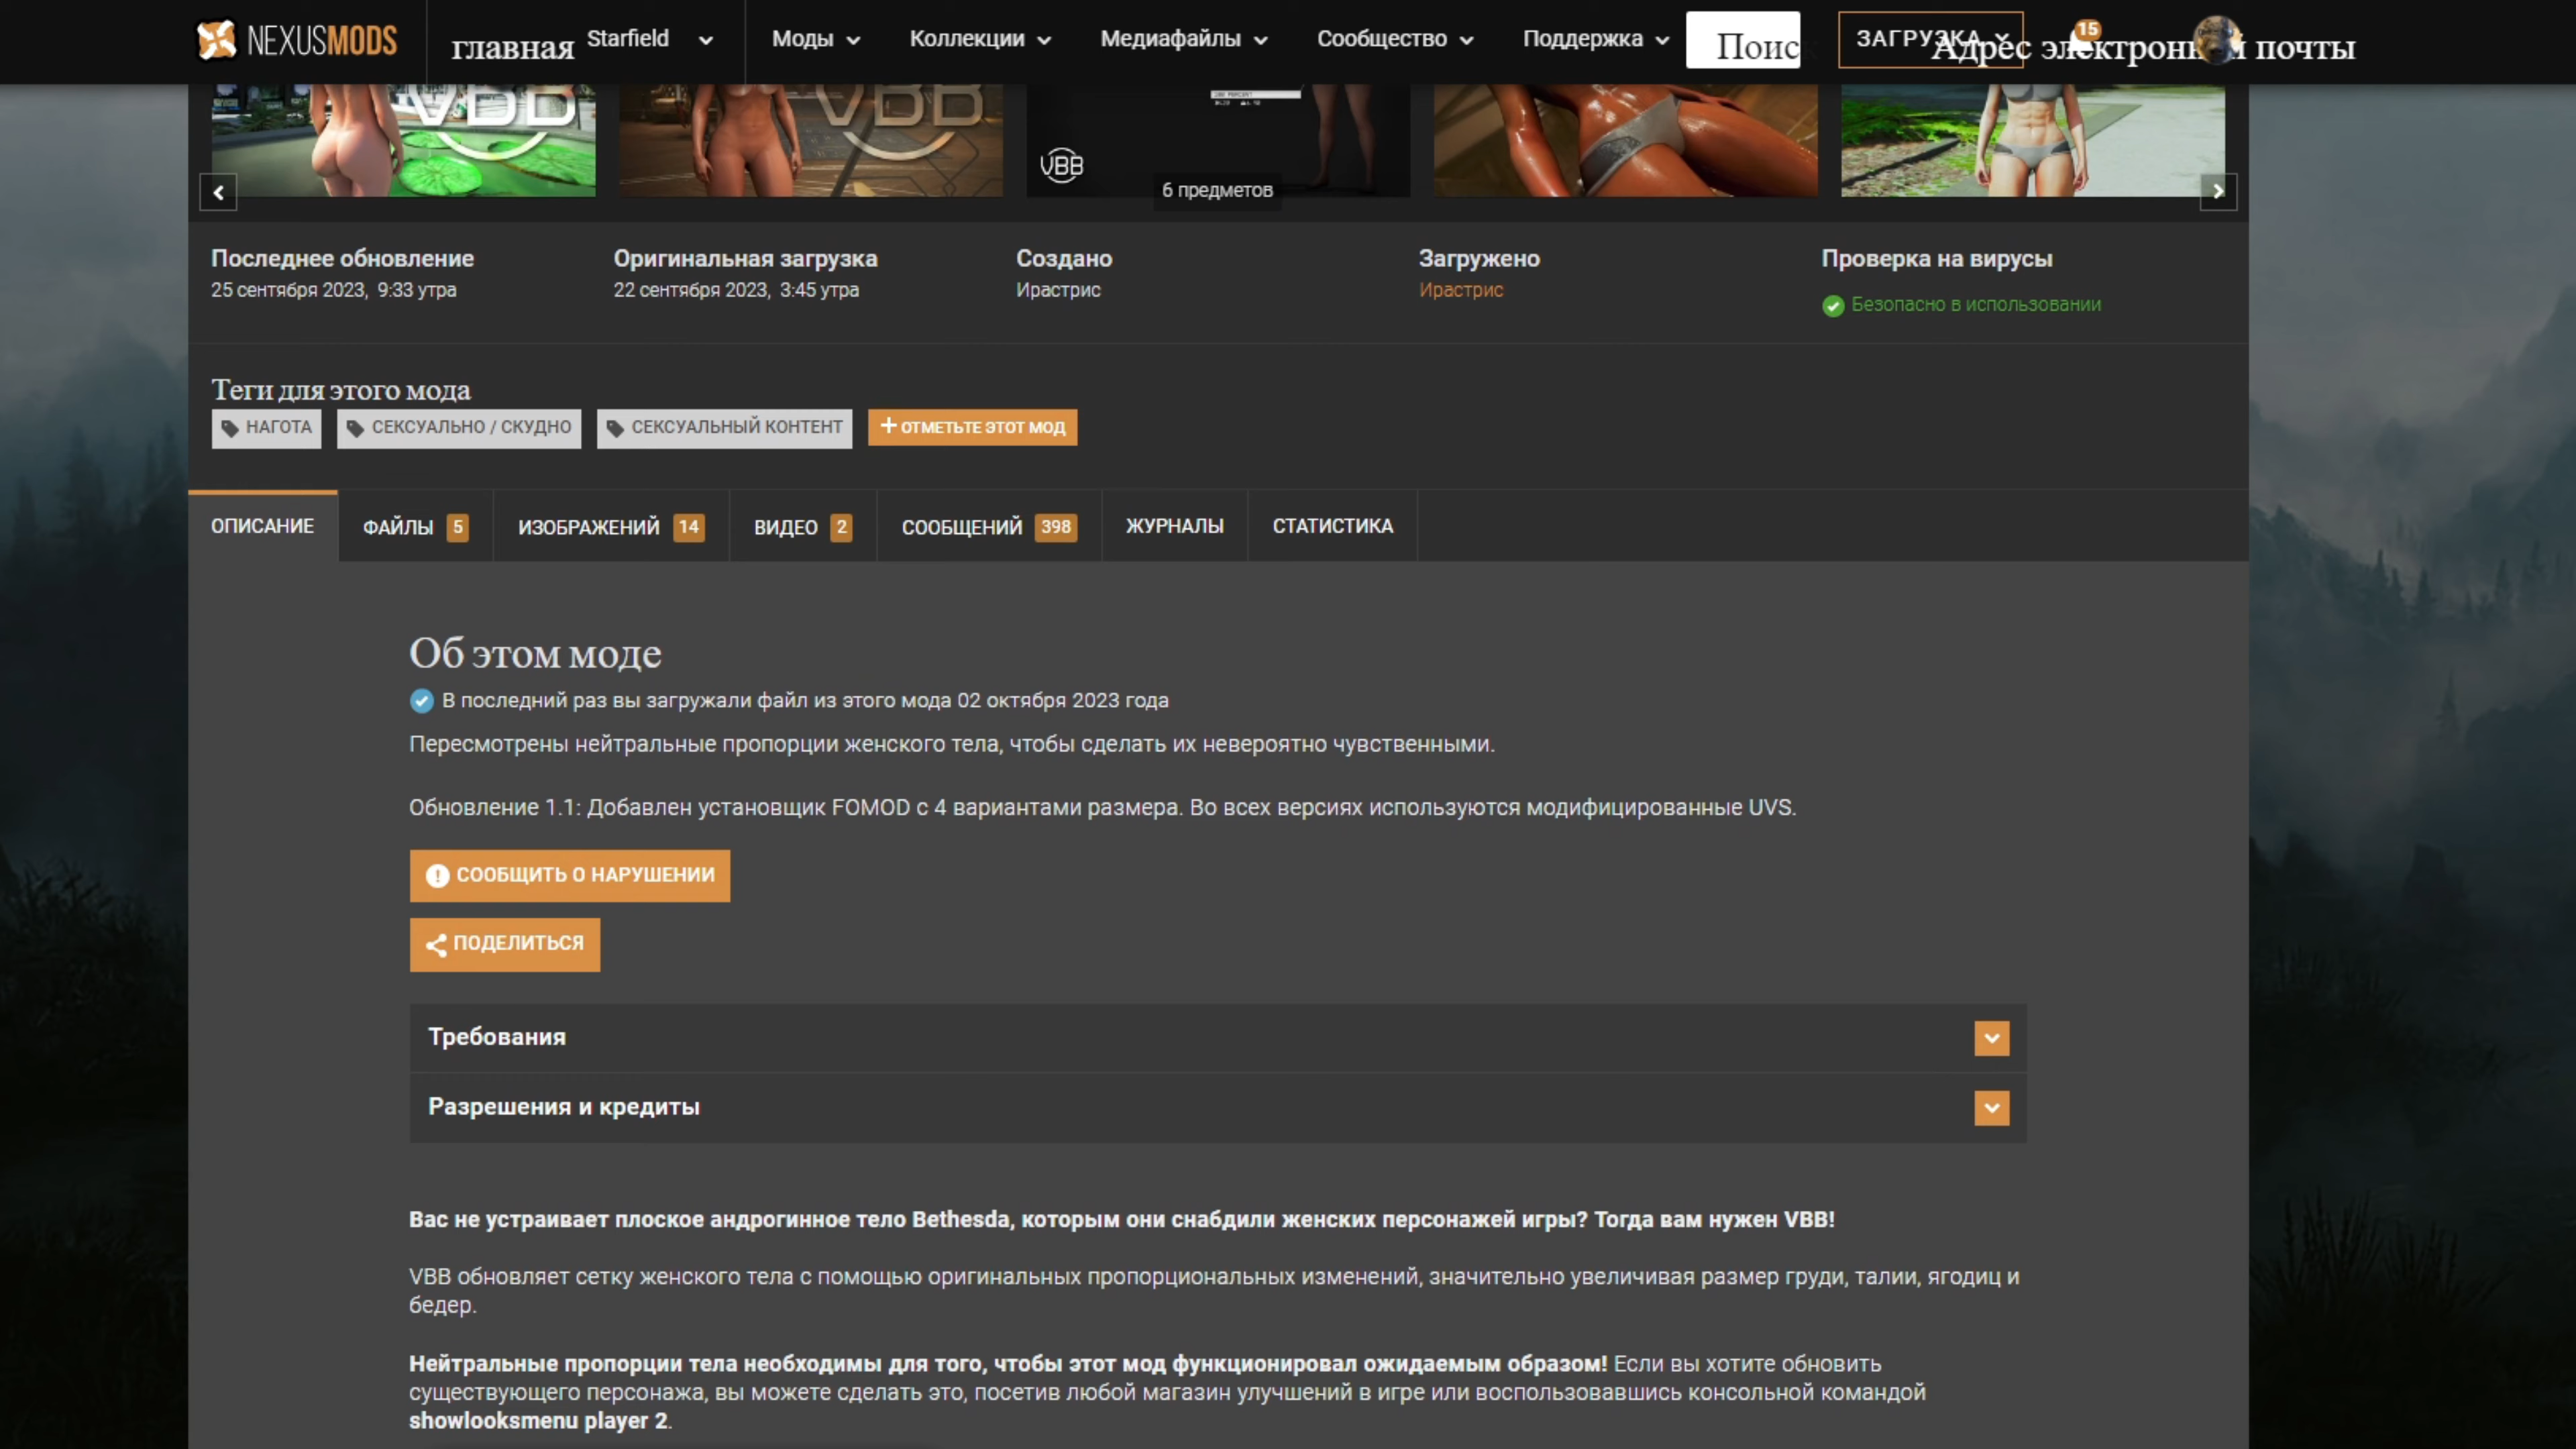 NEXUSMODS
главная
Starfield
Моды
Коллекции
Медиафайлы
Сообщество
Поддержка
Поиск
ЗАГРУЗКА
15
Адрес электронной почты
VBB
VBB
VBB
6 предметов
Последнее обновление
25 сентября 2023, 9:33 утра
Оригинальная загрузка
22 сентября 2023, 3:45 утра
Создано
Ирастрис
Загружено
Ирастрис
Проверка на вирусы
Безопасно в использовании
Теги для этого мода
НАГОТА
СЕКСУАЛЬНО / СКУДНО
СЕКСУАЛЬНЫЙ КОНТЕНТ
ОТМЕТЬТЕ ЭТОТ МОД
ОПИСАНИЕ
ФАЙЛЫ 5
ИЗОБРАЖЕНИЙ 14
ВИДЕО 2
СООБЩЕНИЙ 398
ЖУРНАЛЫ
СТАТИСТИКА
Об этом моде
В последний раз вы загружали файл из этого мода 02 октября 2023 года
Пересмотрены нейтральные пропорции женского тела, чтобы сделать их невероятно чувственными.
Обновление 1.1: Добавлен установщик FOMOD с 4 вариантами размера. Во всех версиях используются модифицированные UVS.
СООБЩИТЬ О НАРУШЕНИИ
ПОДЕЛИТЬСЯ
Требования
Разрешения и кредиты
Вас не устраивает плоское андрогинное тело Bethesda, которым они снабдили женских персонажей игры? Тогда вам нужен VBB!
VBB обновляет сетку женского тела с помощью оригинальных пропорциональных изменений, значительно увеличивая размер груди, талии, ягодиц и
бедер.
Нейтральные пропорции тела необходимы для того, чтобы этот мод функционировал ожидаемым образом! Если вы хотите обновить
существующего персонажа, вы можете сделать это, посетив любой магазин улучшений в игре или воспользовавшись консольной командой
showlooksmenu player 2.